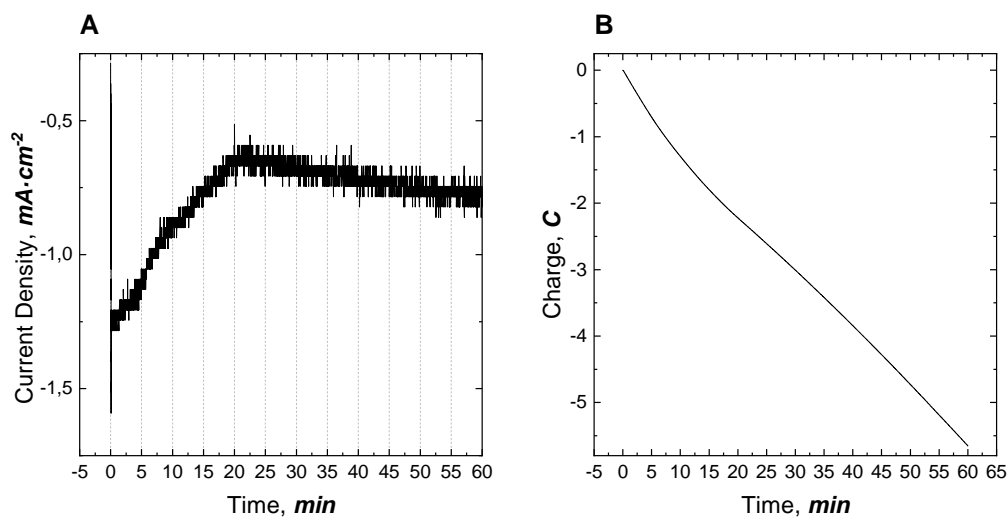 A
Current Density, mA·cm-2
-0,5
-1,0
-1,5
-5 0 5 10 15 20 25 30 35 40 45 50 55 60
Time, min
B
Charge, C
0
-1
-2
-3
-4
-5
-5 0 5 10 15 20 25 30 35 40 45 50 55 60 65
Time, min